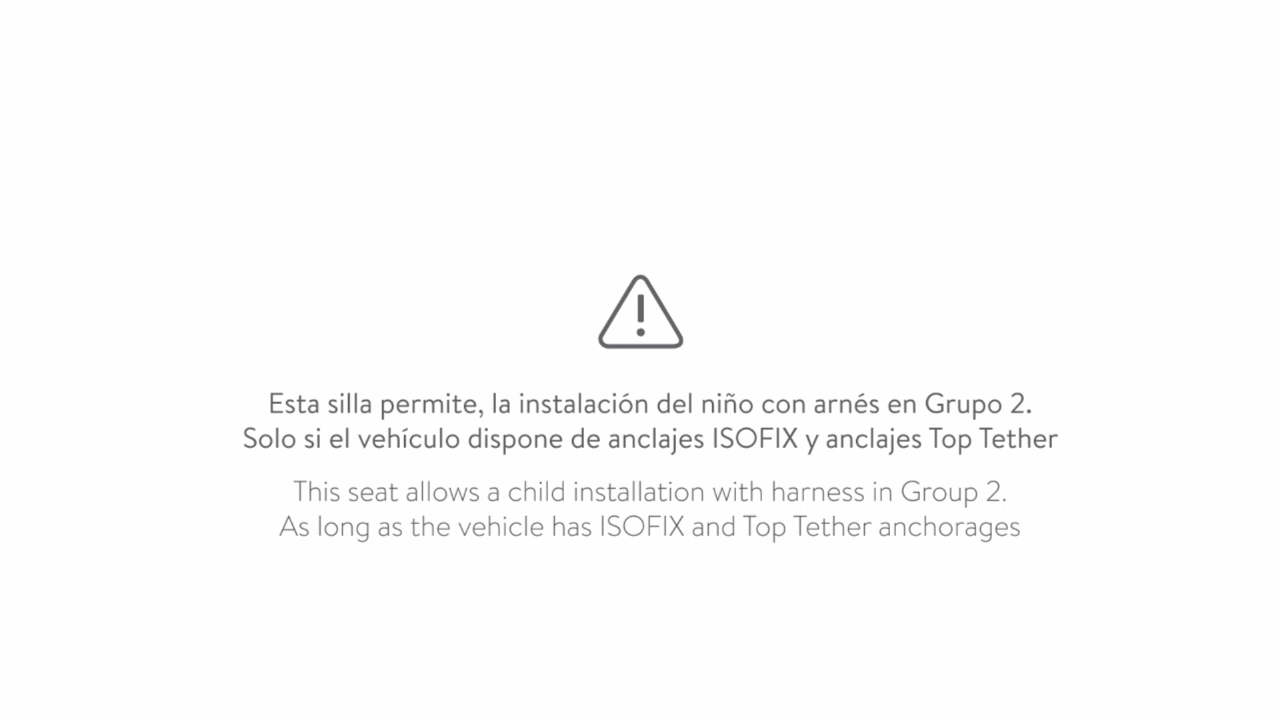 Esta silla permite, la instalación del niño con arnés en Grupo 2.
Solo si el vehículo dispone de anclajes ISOFIX y anclajes Top Tether
This seat allows a child installation with harness in Group 2.
As long as the vehicle has ISOFIX and Top Tether anchorages